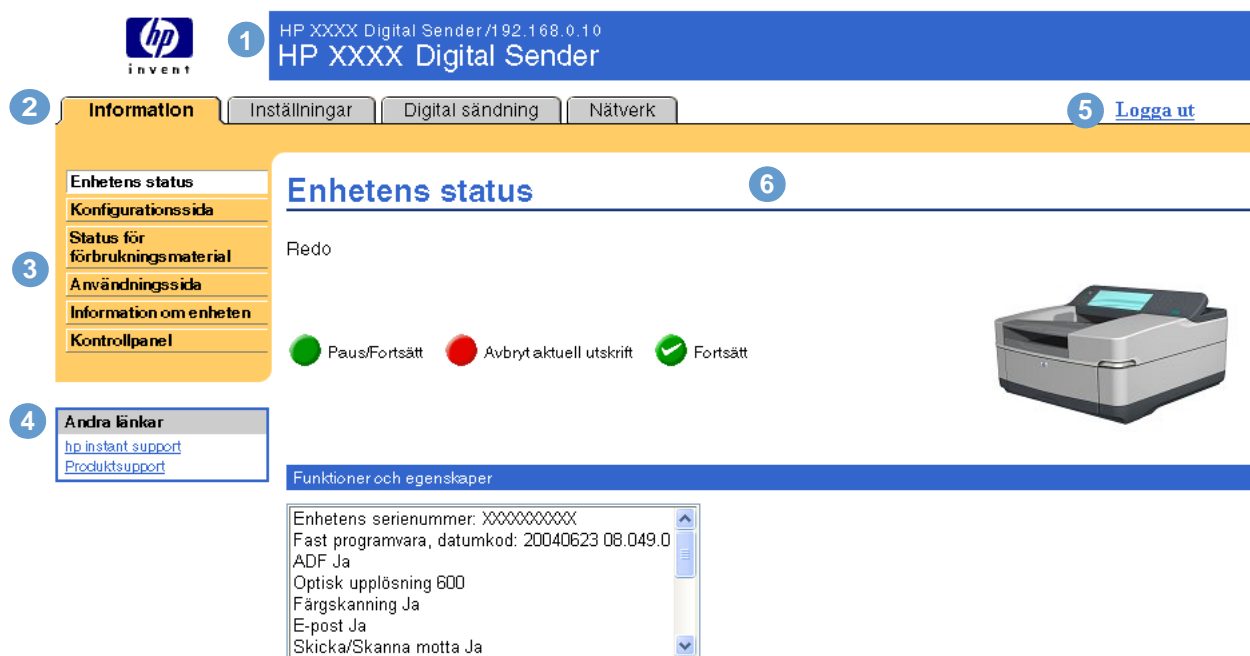 hp
invent
1
HP XXXX Digital Sender/192.168.0.10
HP XXXX Digital Sender
2
Information
Inställningar
Digital sändning
Nätverk
5
Logga ut
Enhetens status
Konfigurationssida
Status för
förbrukningsmaterial
Användningssida
Information om enheten
Kontrollpanel
3
Enhetens status
6
Redo
Paus/Fortsätt
Avbryt aktuell utskrift
Fortsätt
4
Andra länkar
hp instant support
Produktsupport
Funktioner och egenskaper
Enhetens serienummer: XXXXXXXXXX
Fast programvara, datumkod: 20040623 08.049.0
ADF Ja
Optisk upplösning 600
Färgskanning Ja
E-post Ja
Skicka/Skanna motta Ja